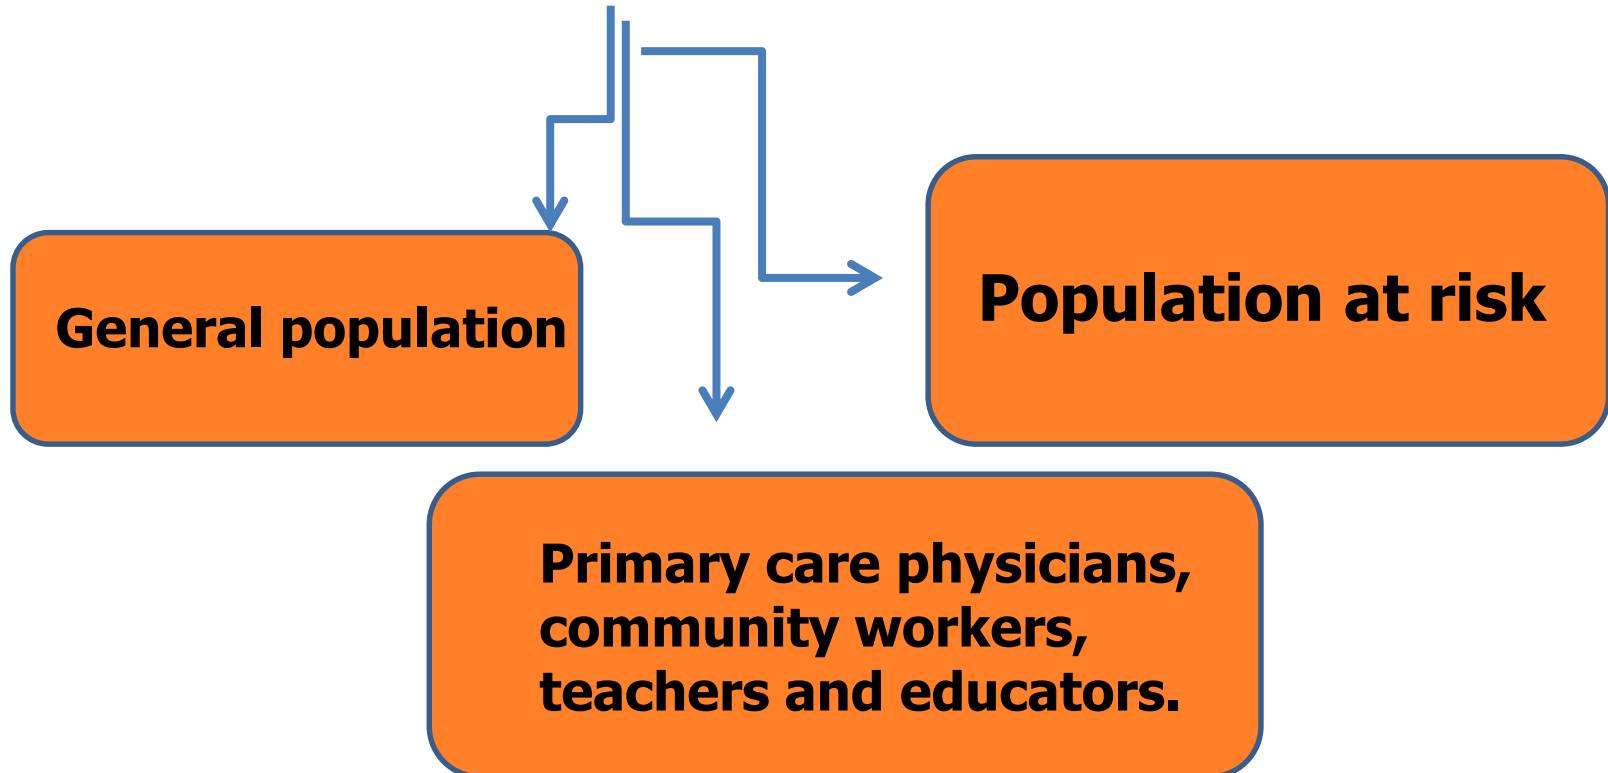 General population
Population at risk
Primary care physicians,
community workers,
teachers and educators.